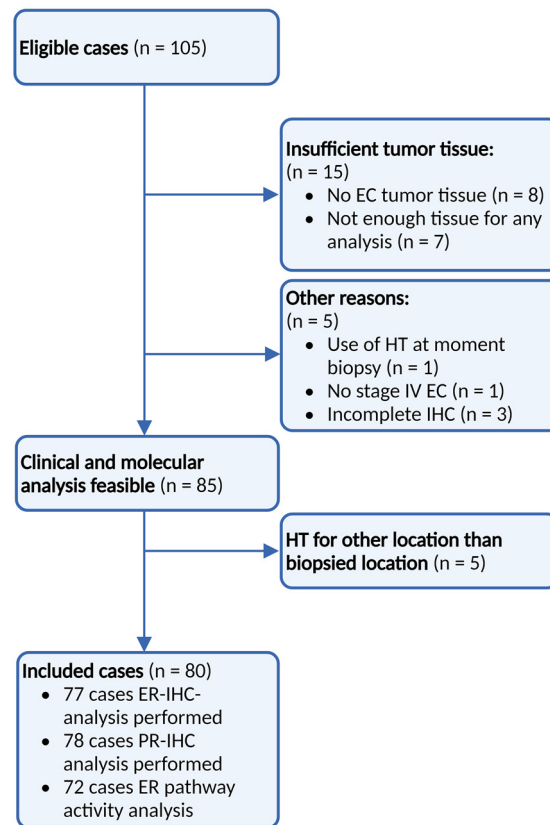 Eligible cases (n = 105)
Insufficient tumor tissue:
(n = 15)
• No EC tumor tissue (n = 8)
• Not enough tissue for any
analysis (n = 7)
Other reasons:
(n = 5)
• Use of HT at moment
biopsy (n = 1)
• No stage IV EC (n = 1)
• Incomplete IHC (n = 3)
Clinical and molecular
analysis feasible (n = 85)
HT for other location than
biopsied location (n = 5)
Included cases (n = 80)
• 77 cases ER-IHC-
analysis performed
• 78 cases PR-IHC
analysis performed
• 72 cases ER pathway
activity analysis